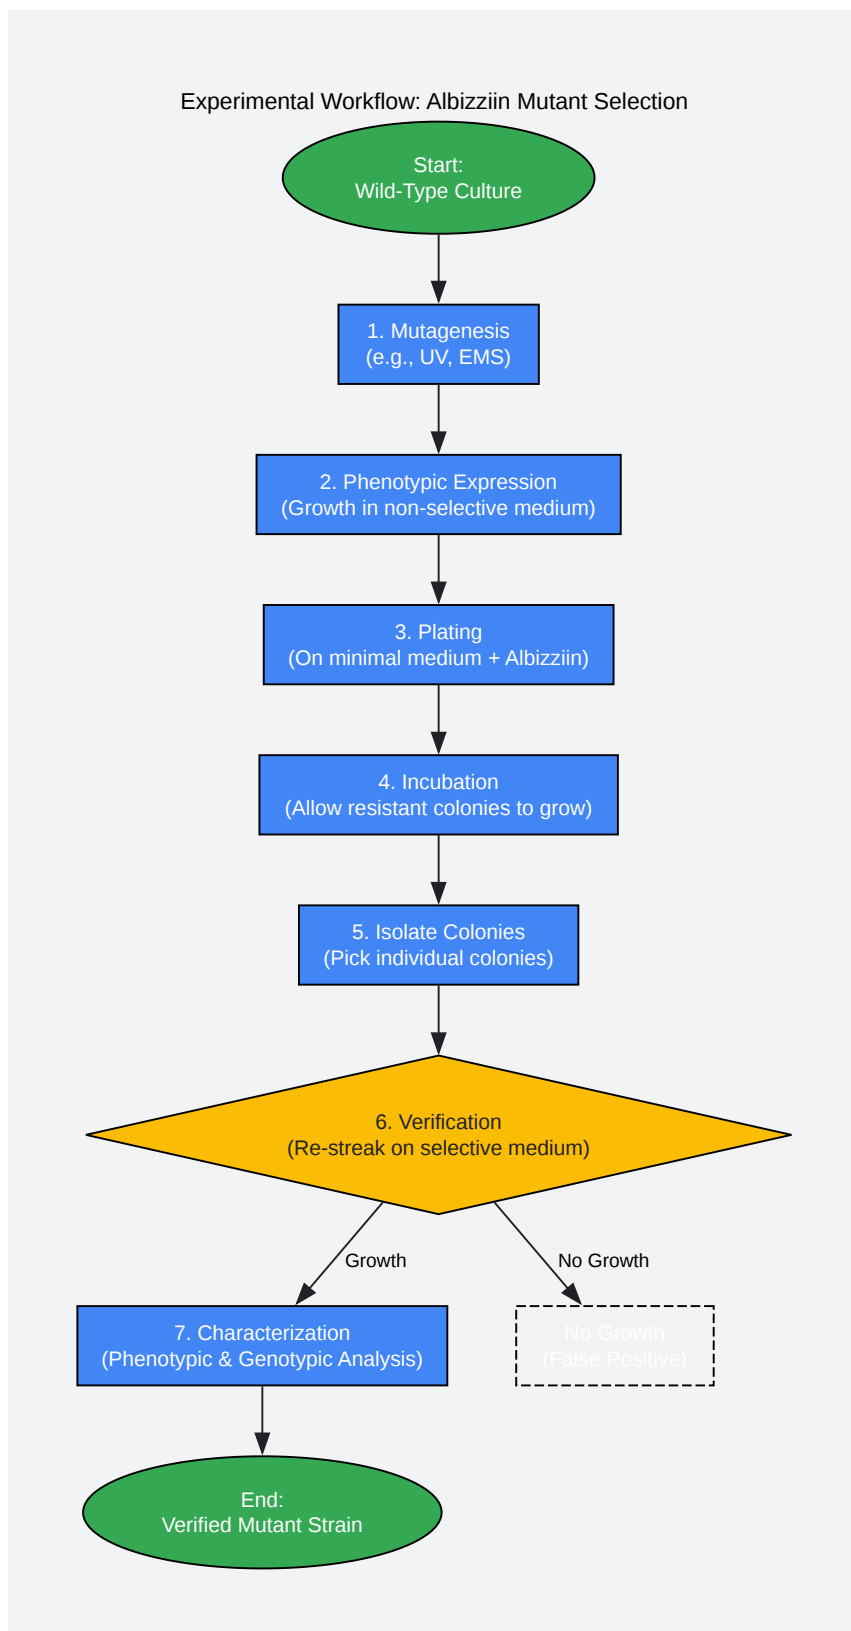 Experimental Workflow: Albizziin Mutant Selection
Start:
Wild-Type Culture
1. Mutagenesis
(e.g., UV, EMS)
2. Phenotypic Expression
(Growth in non-selective medium)
3. Plating
(On minimal medium + Albizziin)
4. Incubation
(Allow resistant colonies to grow)
5. Isolate Colonies
(Pick individual colonies)
6. Verification
(Re-streak on selective medium)
Growth
No Growth
7. Characterization
(Phenotypic & Genotypic Analysis)
No Growth
(False Positive)
End:
Verified Mutant Strain